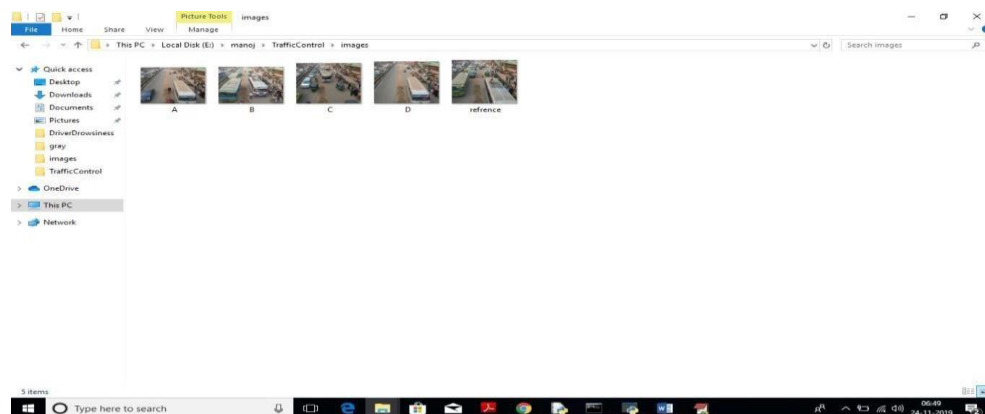 Picture Tools images
File Home Share View Manage
This PC Local Disk (E:) manoj TrafficControl images
Search images
Quick access
Desktop
Downloads
Documents
Pictures
DriverDrowsiness
gray
images
TrafficControl
OneDrive
This PC
Network
A B C D refrence
5 items
Type here to search
06:49
24-11-2019